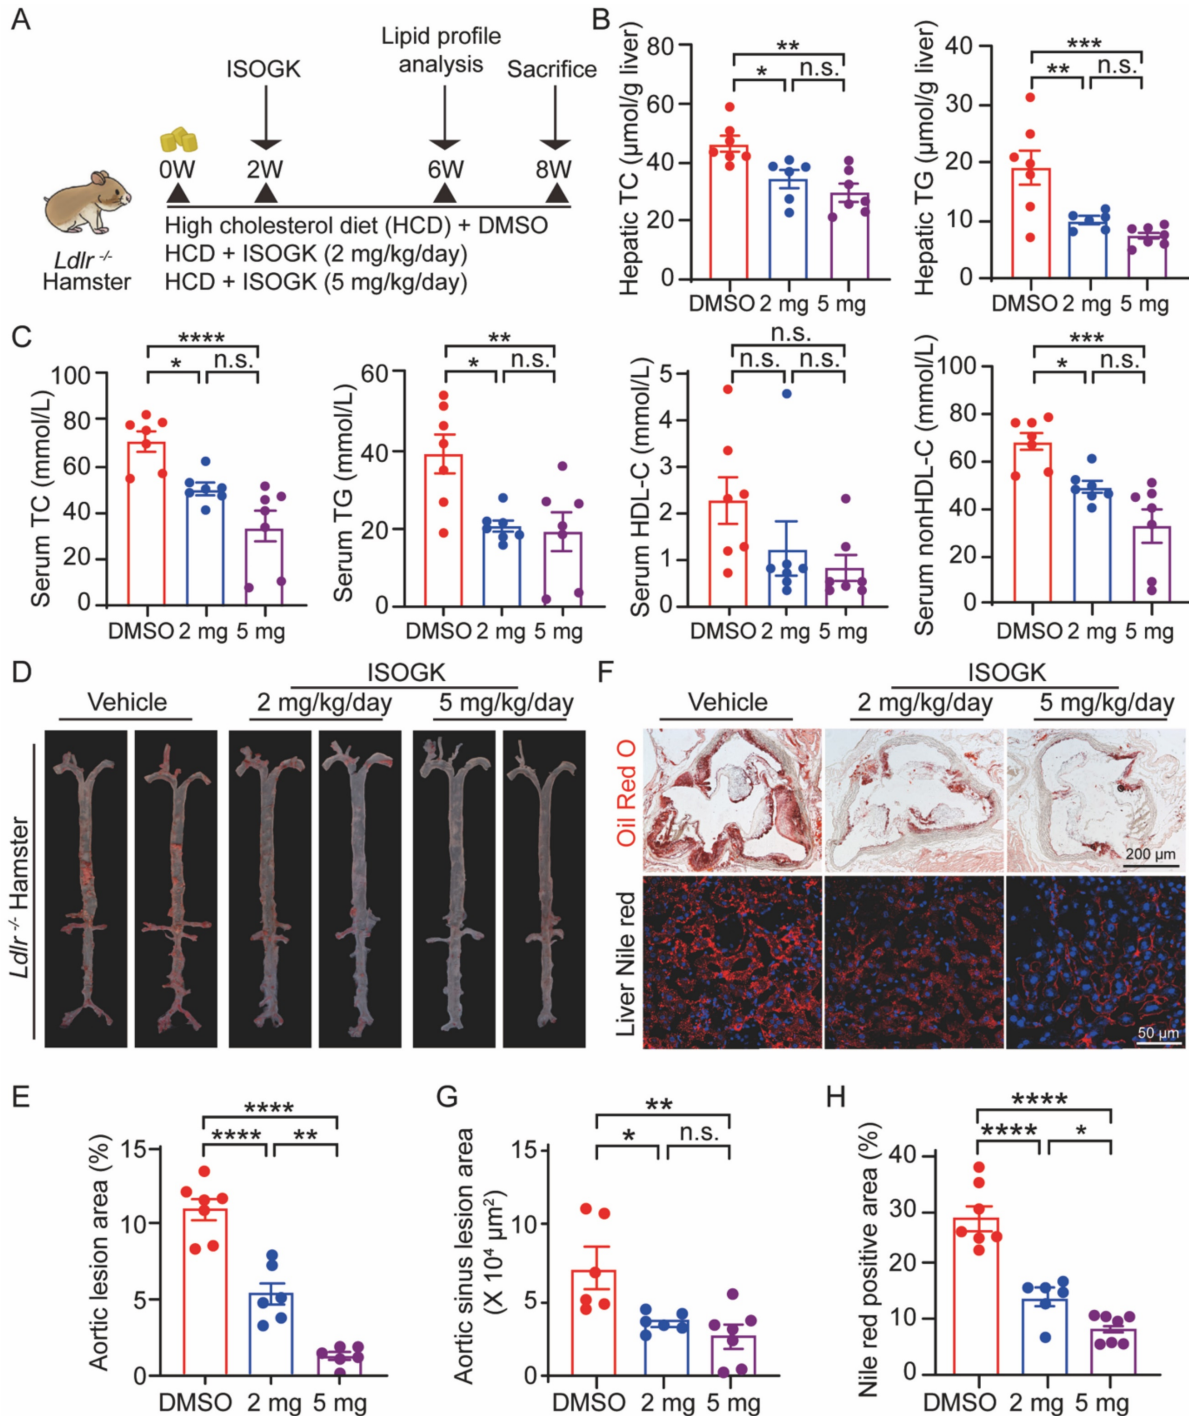 A
ISOGK
Lipid profile
analysis
Sacrifice
0W
2W
6W
8W
Ldlr -/-
Hamster
High cholesterol diet (HCD) + DMSO
HCD + ISOGK (2 mg/kg/day)
HCD + ISOGK (5 mg/kg/day)
B
Hepatic TC (μmol/g liver)
80
60
40
20
0
**
*
n.s.
DMSO 2 mg 5 mg
Hepatic TG (μmol/g liver)
40
30
20
10
0
***
**
n.s.
DMSO 2 mg 5 mg
C
Serum TC (mmol/L)
100
80
60
40
20
0
****
*
n.s.
DMSO 2 mg 5 mg
Serum TG (mmol/L)
60
40
20
0
**
*
n.s.
DMSO 2 mg 5 mg
Serum HDL-C (mmol/L)
5
4
3
2
1
0
n.s.
n.s.
n.s.
DMSO 2 mg 5 mg
Serum nonHDL-C (mmol/L)
100
80
60
40
20
0
***
*
n.s.
DMSO 2 mg 5 mg
D
ISOGK
Vehicle
2 mg/kg/day
5 mg/kg/day
Ldlr -/- Hamster
F
ISOGK
Vehicle
2 mg/kg/day
5 mg/kg/day
Oil Red O
200 μm
Liver Nile red
50 μm
E
Aortic lesion area (%)
15
10
5
0
****
****
**
DMSO 2 mg 5 mg
G
Aortic sinus lesion area
(X 10⁴ μm²)
15
10
5
0
**
*
n.s.
DMSO 2 mg 5 mg
H
Nile red positive area (%)
40
30
20
10
0
****
****
*
DMSO 2 mg 5 mg